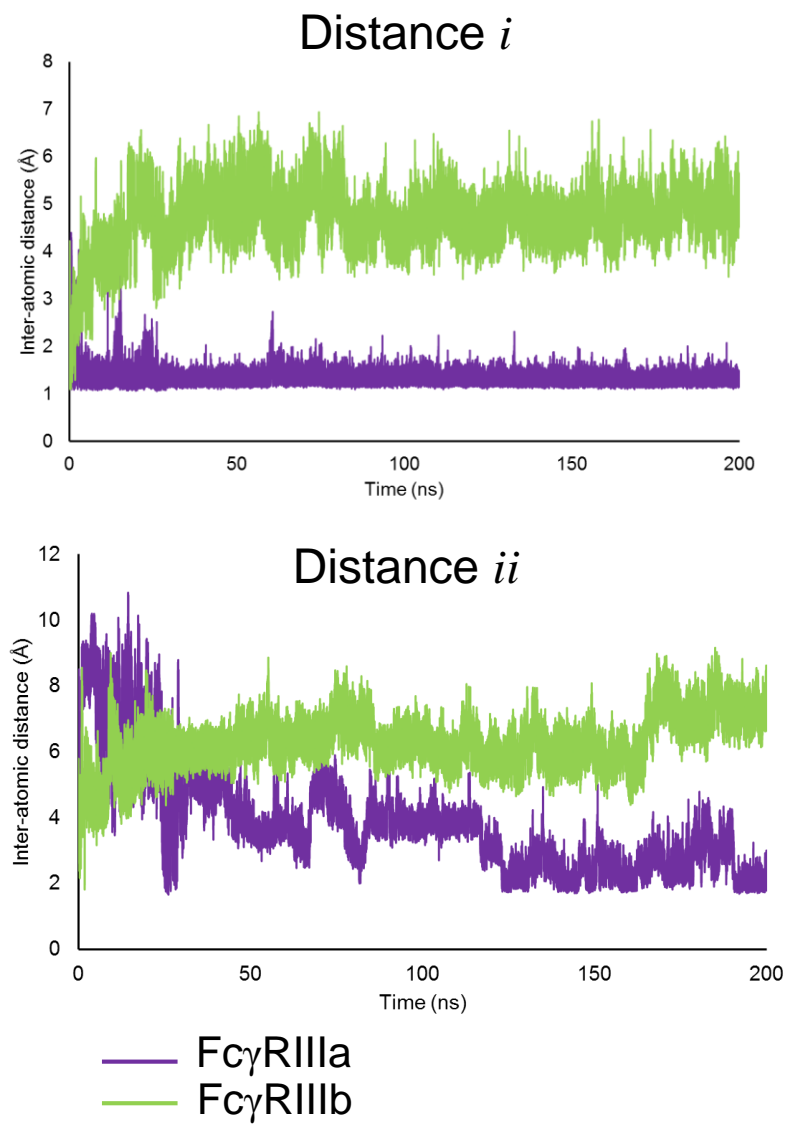 Distance i
8
7
6
5
4
3
2
1
0
Inter-atomic distance (Å)
0 50 100 150 200
Time (ns)
Distance ii
12
10
8
6
4
2
0
Inter-atomic distance (Å)
0 50 100 150 200
Time (ns)
FcγRIIIa
FcγRIIIb